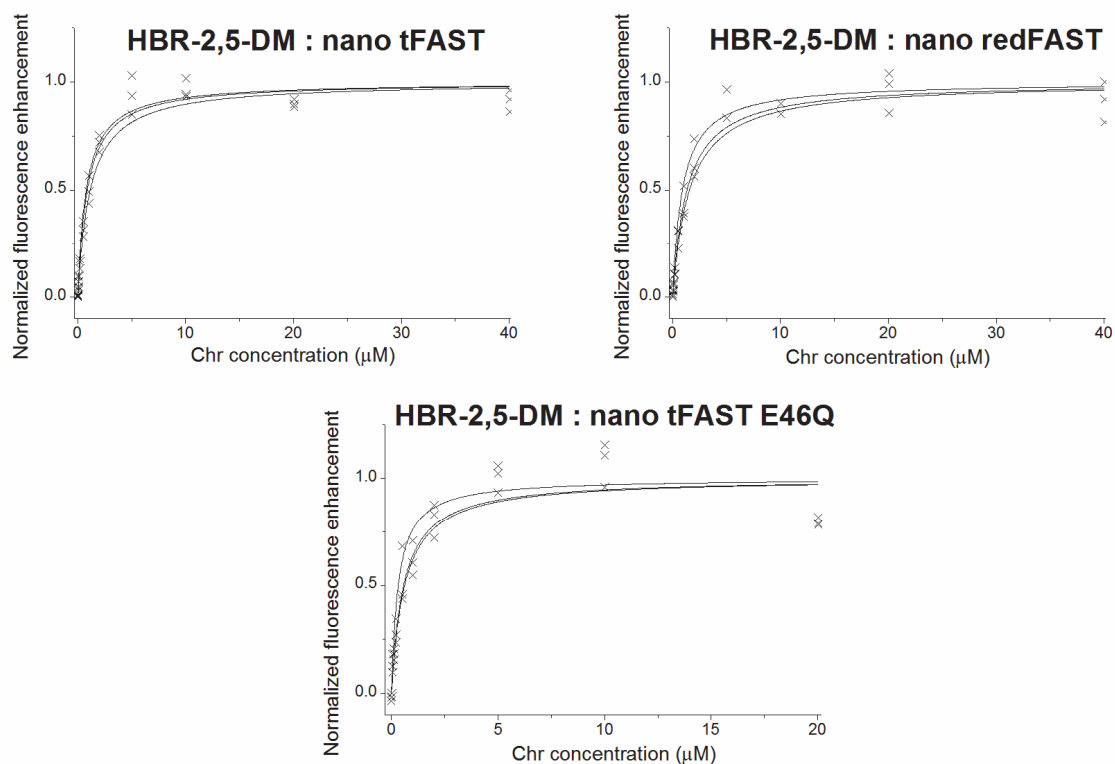 HBR-2,5-DM : nano tFAST
Normalized fluorescence enhancement
1.0
0.5
0.0
0
10
20
30
40
Chr concentration (μM)
HBR-2,5-DM : nano redFAST
Normalized fluorescence enhancement
1.0
0.5
0.0
0
10
20
30
40
Chr concentration (μM)
HBR-2,5-DM : nano tFAST E46Q
Normalized fluorescence enhancement
1.0
0.5
0.0
0
5
10
15
20
Chr concentration (μM)